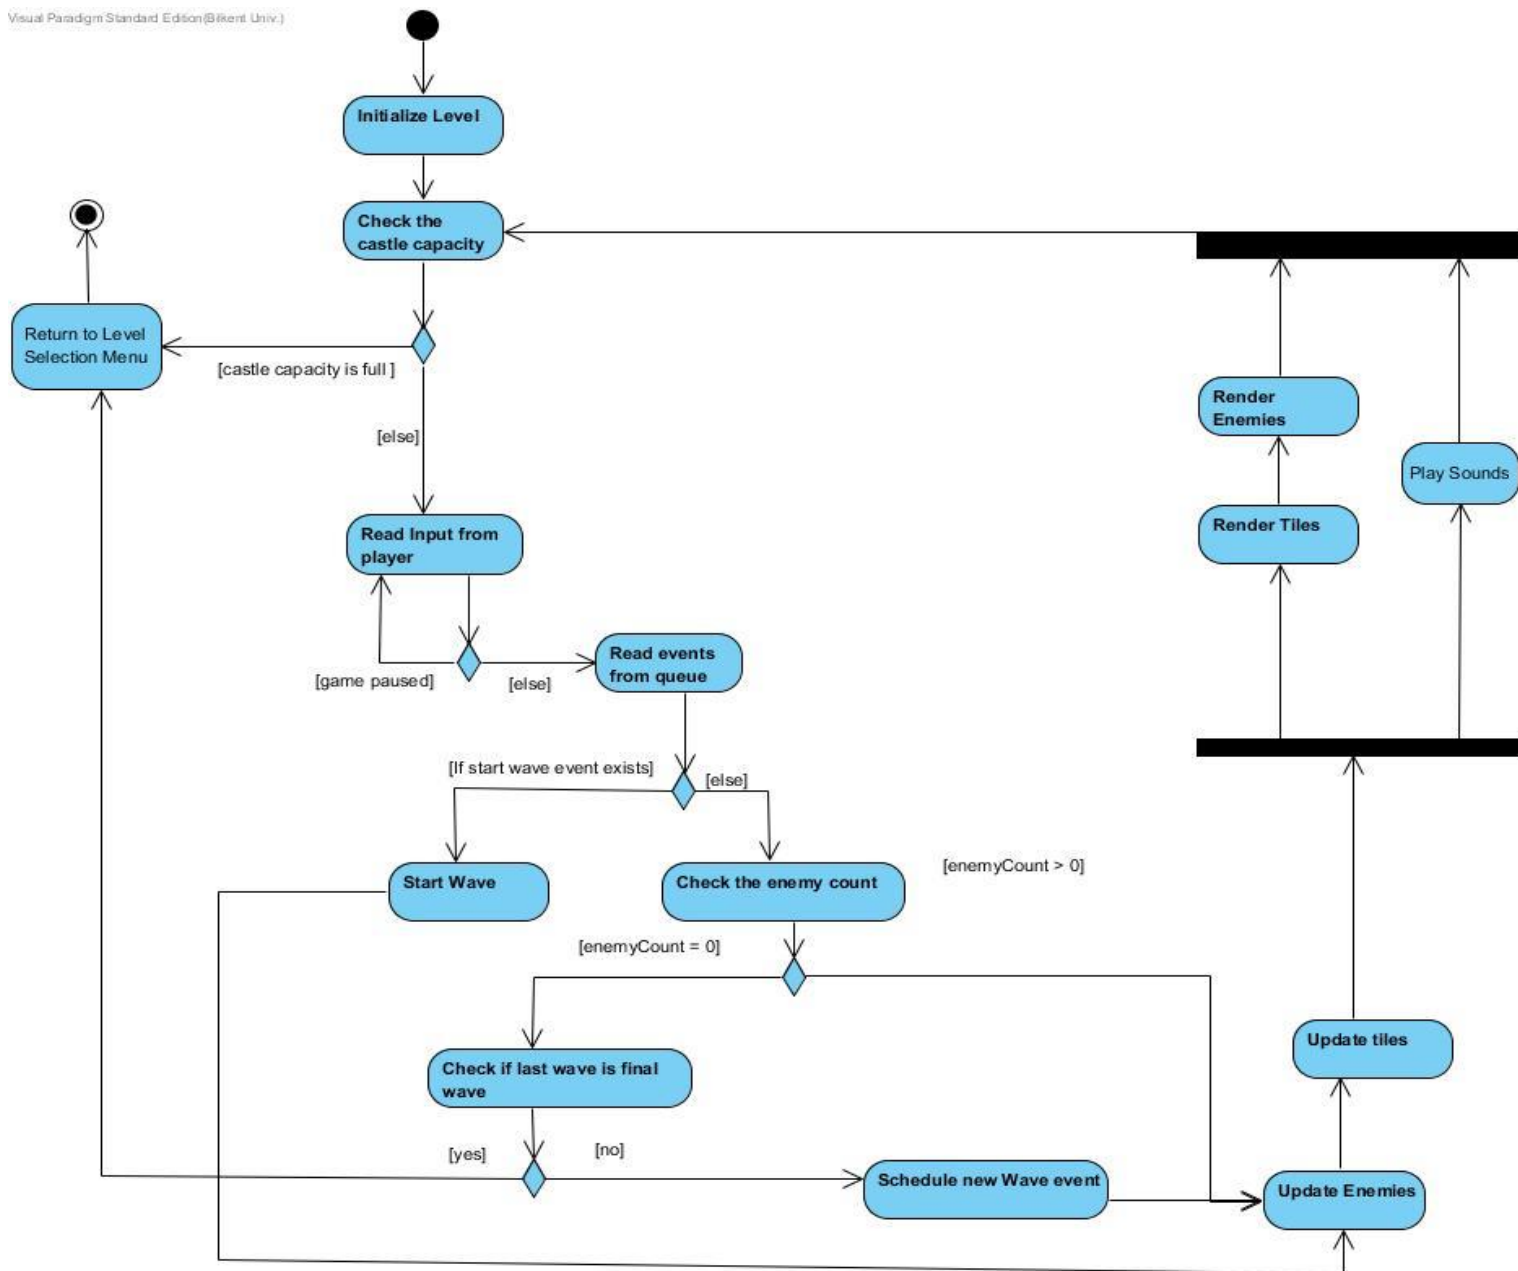 Visual Paradigm Standard Edition(Bilkent Univ.)
Initialize Level
Check the
castle capacity
Return to Level
Selection Menu
[castle capacity is full ]
[else]
Render
Enemies
Play Sounds
Render Tiles
Read Input from
player
Read events
from queue
[game paused]
[else]
[If start wave event exists]
[else]
Start Wave
Check the enemy count
[enemyCount > 0]
[enemyCount = 0]
Update tiles
Check if last wave is final
wave
[yes]
[no]
Schedule new Wave event
Update Enemies